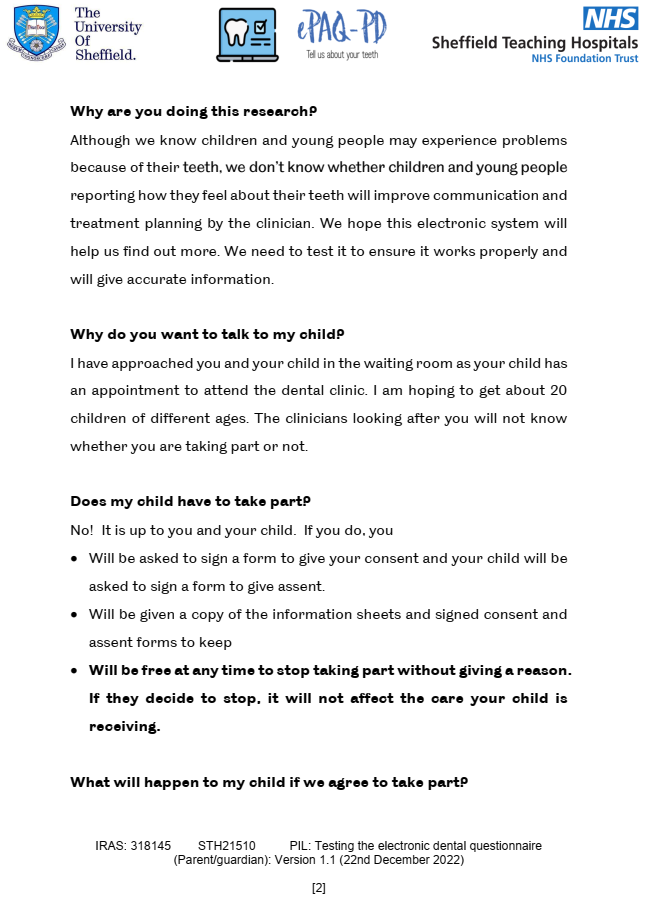 The
University
Of
Sheffield.
ePAQ-PD
Tell us about your teeth
NHS
Sheffield Teaching Hospitals
NHS Foundation Trust
Why are you doing this research?
Although we know children and young people may experience problems
because of their teeth, we don't know whether children and young people
reporting how they feel about their teeth will improve communication and
treatment planning by the clinician. We hope this electronic system will
help us find out more. We need to test it to ensure it works properly and
will give accurate information.
Why do you want to talk to my child?
I have approached you and your child in the waiting room as your child has
an appointment to attend the dental clinic. I am hoping to get about 20
children of different ages. The clinicians looking after you will not know
whether you are taking part or not.
Does my child have to take part?
No! It is up to you and your child. If you do, you
• Will be asked to sign a form to give your consent and your child will be
asked to sign a form to give assent.
• Will be given a copy of the information sheets and signed consent and
assent forms to keep
• Will be free at any time to stop taking part without giving a reason.
If they decide to stop, it will not affect the care your child is
receiving.
What will happen to my child if we agree to take part?
IRAS: 318145 STH21510 PIL: Testing the electronic dental questionnaire
(Parent/guardian): Version 1.1 (22nd December 2022)
[2]